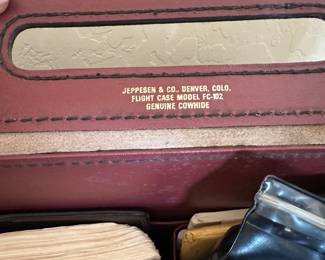 JEPPESEN & CO., DENVER, COLO.
FLIGHT CASE MODEL FC-102
GENUINE COWHIDE